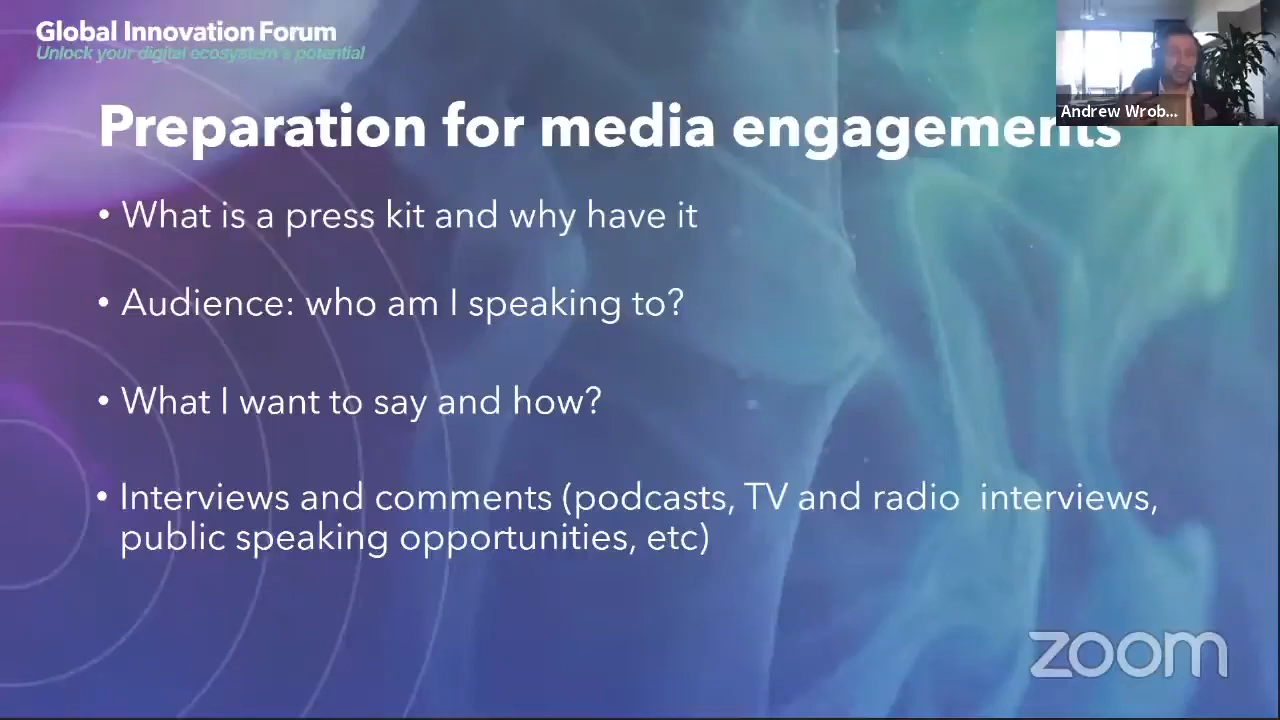 Global Innovation Forum
Unlock your digital ecosystem's potential
Andrew Wrob...
Preparation for media engagements
• What is a press kit and why have it
• Audience: who am I speaking to?
• What I want to say and how?
• Interviews and comments (podcasts, TV and radio interviews,
public speaking opportunities, etc)
zoom